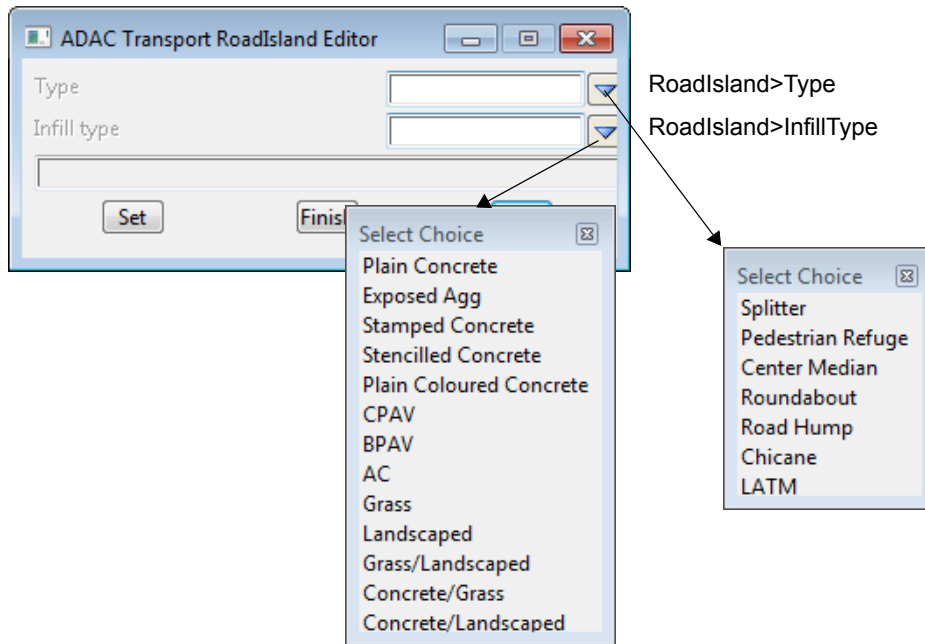 ADAC Transport RoadIsland Editor
Type
RoadIsland>Type
Infill type
RoadIsland>InfillType
Set
Finis
Select Choice
Plain Concrete
Exposed Agg
Stamped Concrete
Stencilled Concrete
Plain Coloured Concrete
CPAV
BPAV
AC
Grass
Landscaped
Grass/Landscaped
Concrete/Grass
Concrete/Landscaped
Select Choice
Splitter
Pedestrian Refuge
Center Median
Roundabout
Road Hump
Chicane
LATM